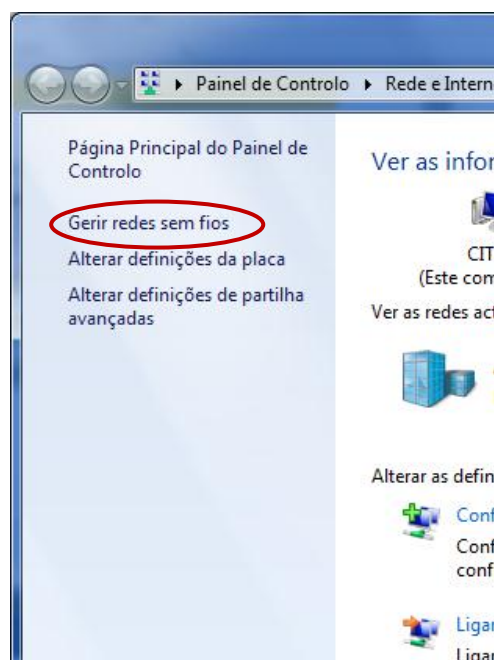 Painel de Controlo Rede e Intern
Página Principal do Painel de
Controlo
Gerir redes sem fios
Alterar definições da placa
Alterar definições de partilha
avançadas
Ver as infor
CIT
(Este com
Ver as redes act
Alterar as defin
Conf
Conf
conf
Ligar
Ligar